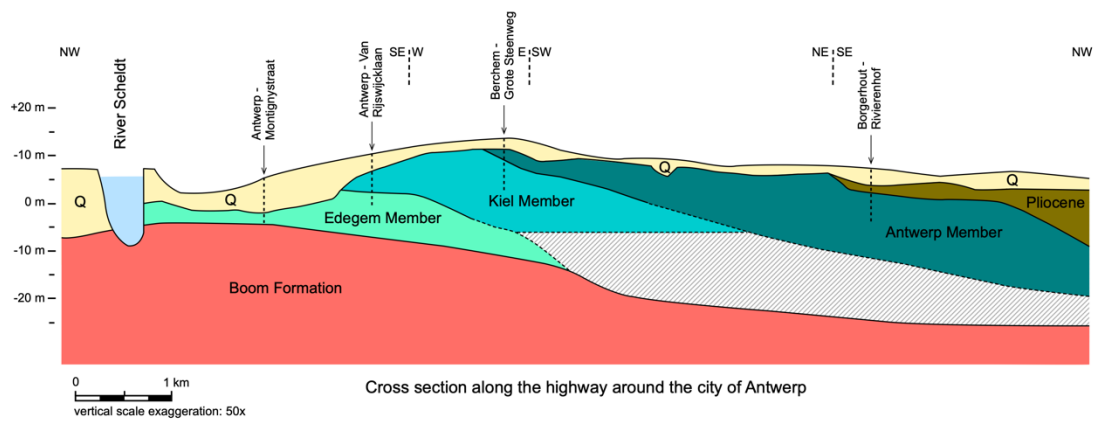 NW
SE W
E SW
NE SE
NW
River Scheldt
Antwerp -
Montignystraat
Antwerp - Van
Rijswijcklaan
Berchem -
Grote Steenweg
Borgerhout -
Rivierenhof
+20 m
-10 m
0 m
-10 m
-20 m
Q
Q
Q
Q
Edegem Member
Kiel Member
Antwerp Member
Pliocene
Boom Formation
0 1 km
vertical scale exaggeration: 50x
Cross section along the highway around the city of Antwerp